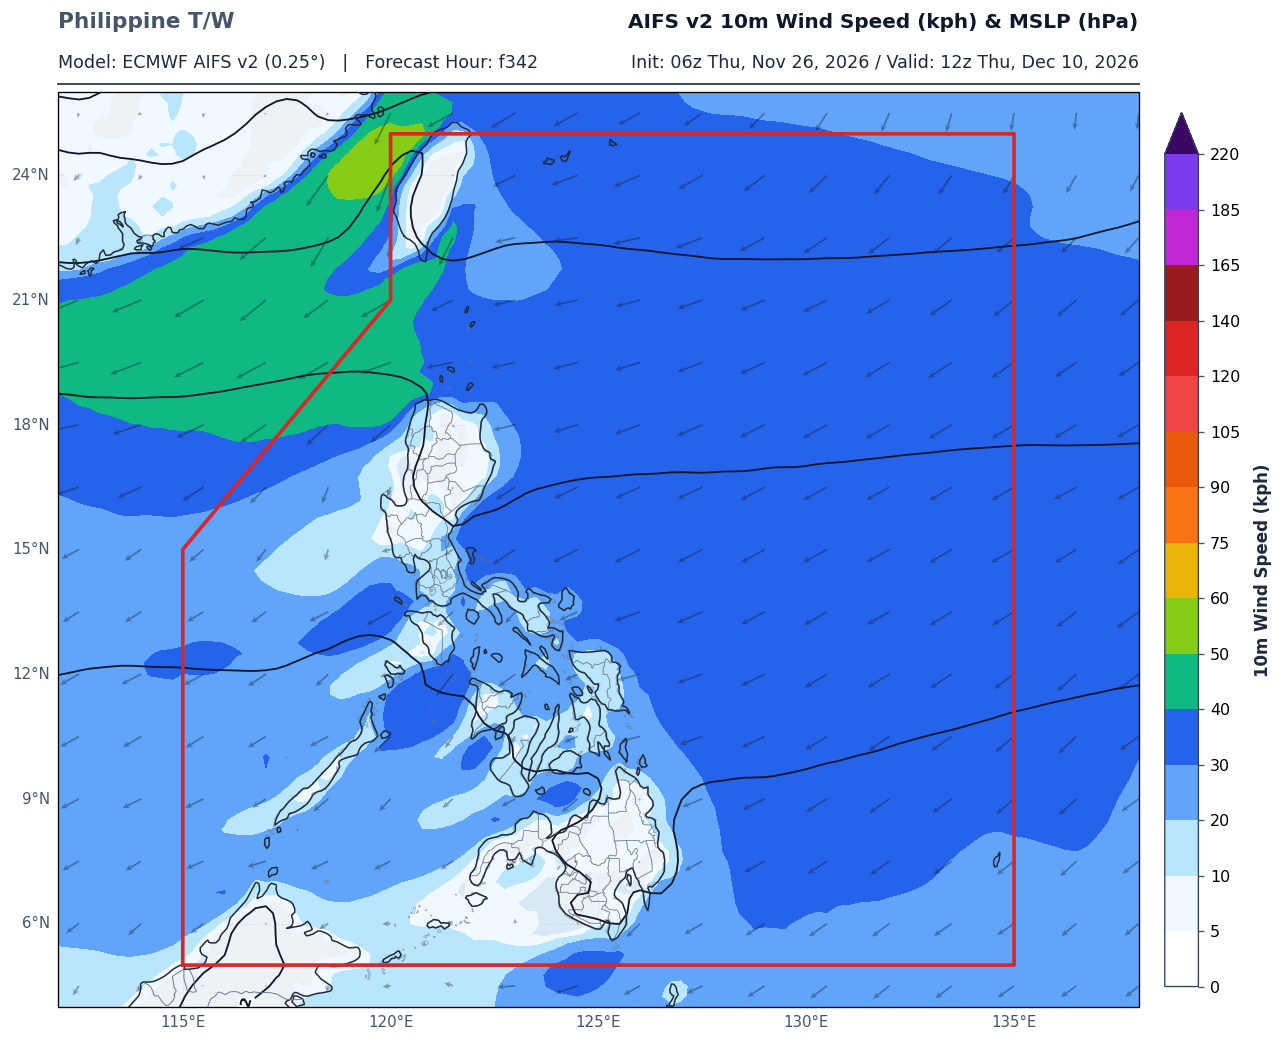 Philippine T/W
AIFS v2 10m Wind Speed (kph) & MSLP (hPa)
Model: ECMWF AIFS v2 (0.25°) | Forecast Hour: f342
Init: 06z Thu, Nov 26, 2026 / Valid: 12z Thu, Dec 10, 2026
24°N
21°N
18°N
15°N
12°N
9°N
6°N
115°E
120°E
125°E
130°E
135°E
220
185
165
140
120
105
90
75
60
50
40
30
20
10
5
0
10m Wind Speed (kph)